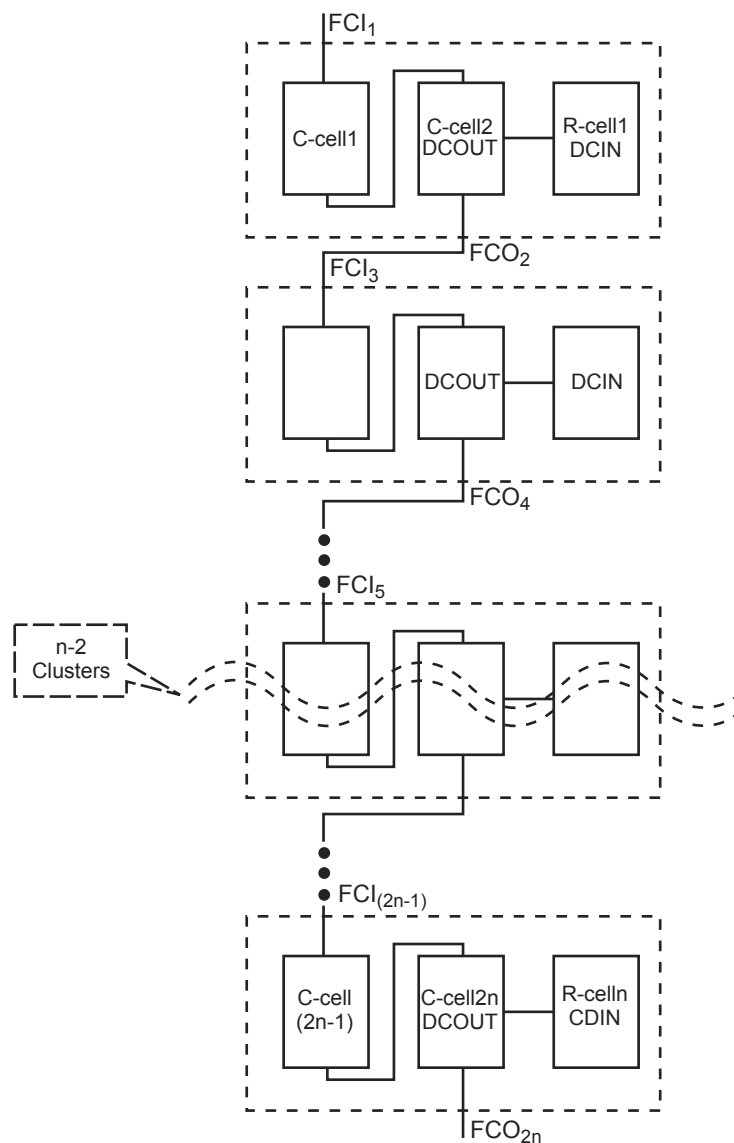 FCI1
C-cell1
C-cell2
DCOUT
R-cell1
DCIN
FCO2
FCI3
DCOUT
DCIN
FCO4
FCI5
n-2
Clusters
FCI(2n-1)
C-cell
(2n-1)
C-cell2n
DCOUT
R-celln
CDIN
FCO2n